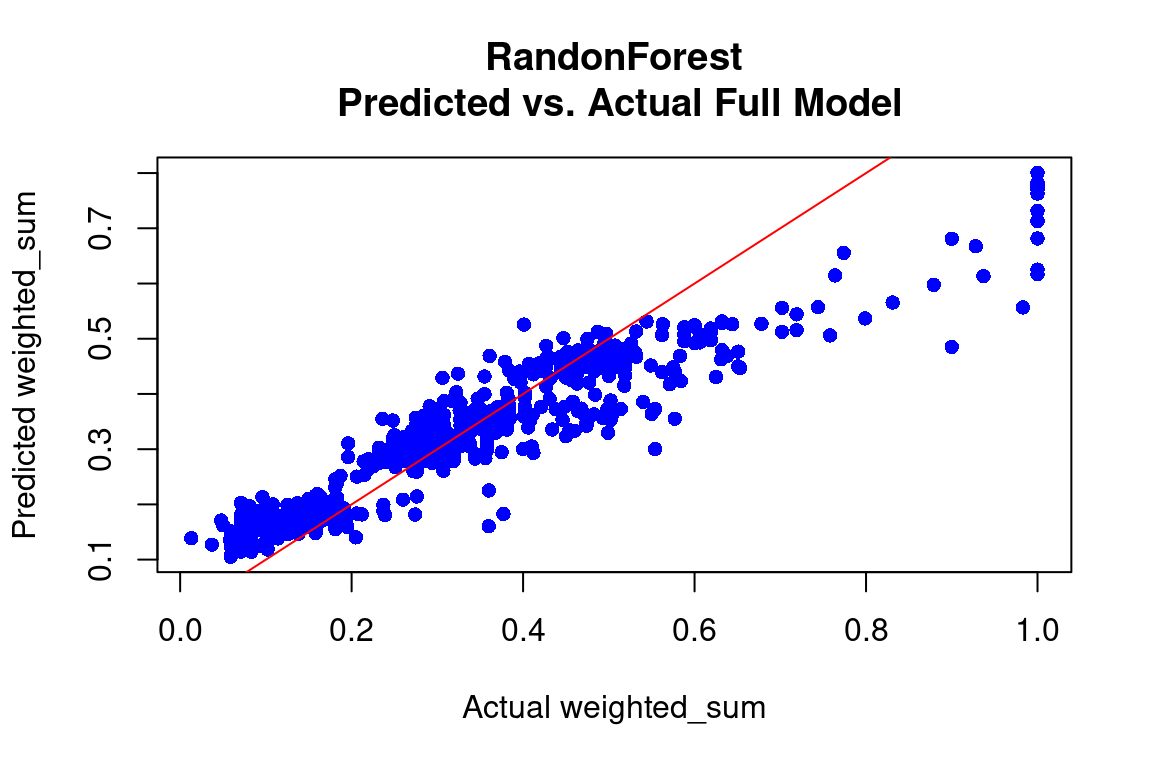 RandonForest
Predicted vs. Actual Full Model
Predicted weighted_sum
0.7
0.5
0.3
0.1
0.0 0.2 0.4 0.6 0.8 1.0
Actual weighted_sum